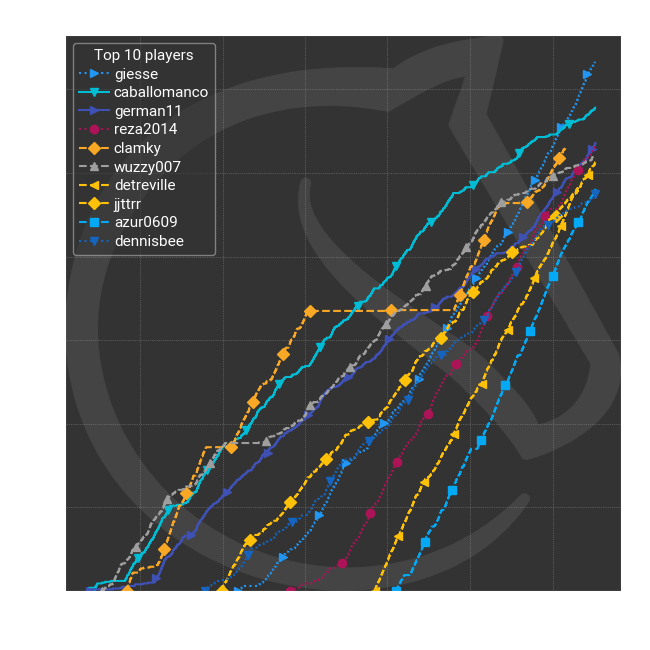 Top 10 players
giesse
caballomanco
german11
reza2014
clamky
wuzzy007
detreville
jjttrr
azur0609
dennisbee